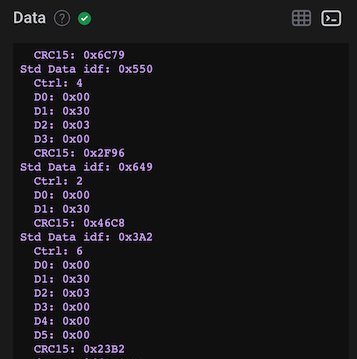 Data ?
CRC15: 0x6C79
Std Data idf: 0x550
Ctrl: 4
D0: 0x00
D1: 0x30
D2: 0x03
D3: 0x00
CRC15: 0x2F96
Std Data idf: 0x649
Ctrl: 2
D0: 0x00
D1: 0x30
CRC15: 0x46C8
Std Data idf: 0x3A2
Ctrl: 6
D0: 0x00
D1: 0x30
D2: 0x03
D3: 0x00
D4: 0x00
D5: 0x00
CRC15: 0x23B2